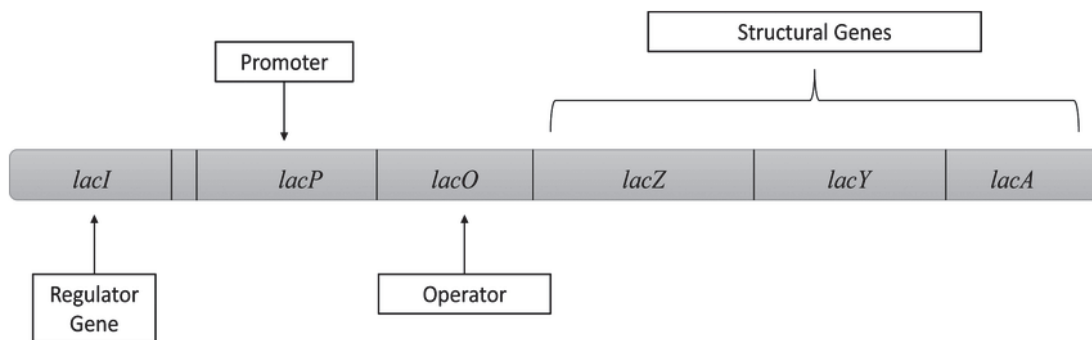 Structural Genes
Promoter
lacI lacP lacO lacZ lacY lacA
Regulator
Gene
Operator